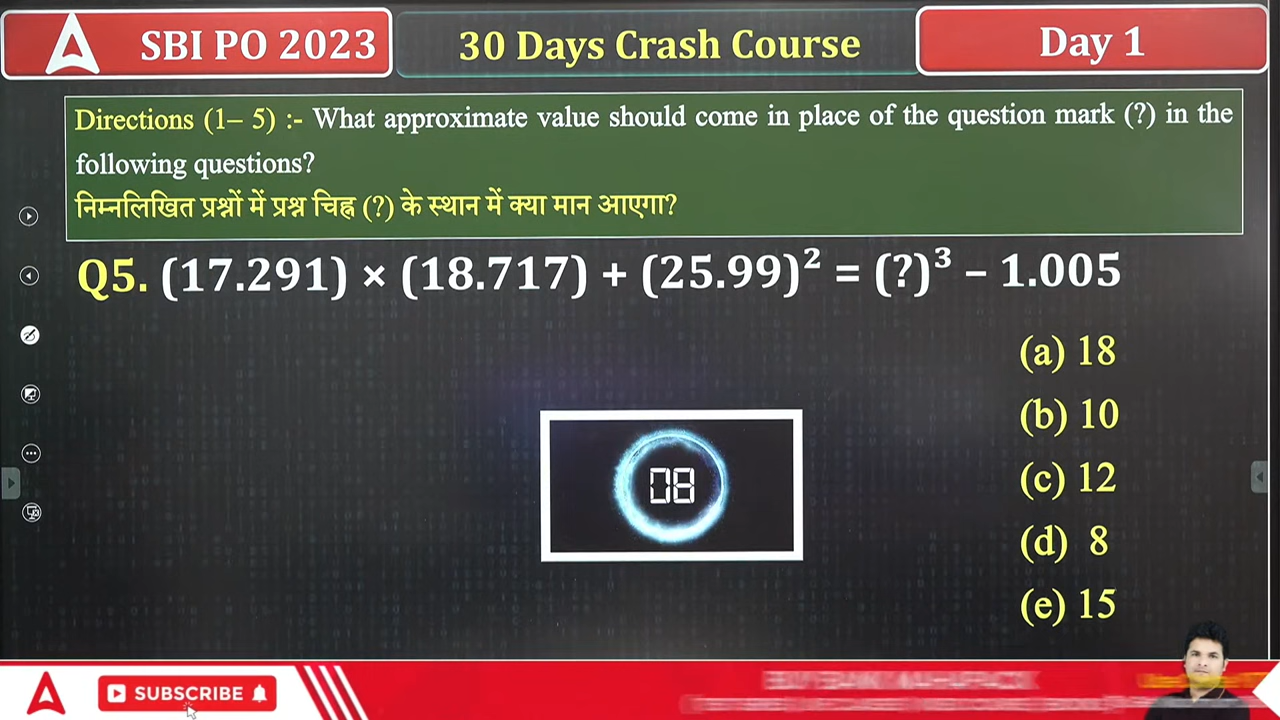 SBI PO 2023
30 Days Crash Course
Day 1
Directions (1– 5) :- What approximate value should come in place of the question mark (?) in the
following questions?
निम्नलिखित प्रश्नों में प्रश्न चिह्न (?) के स्थान में क्या मान आएगा?
Q5. (17.291) × (18.717) + (25.99)² = (?)³ – 1.005
(a) 18
(b) 10
(c) 12
(d) 8
(e) 15
08
SUBSCRIBE